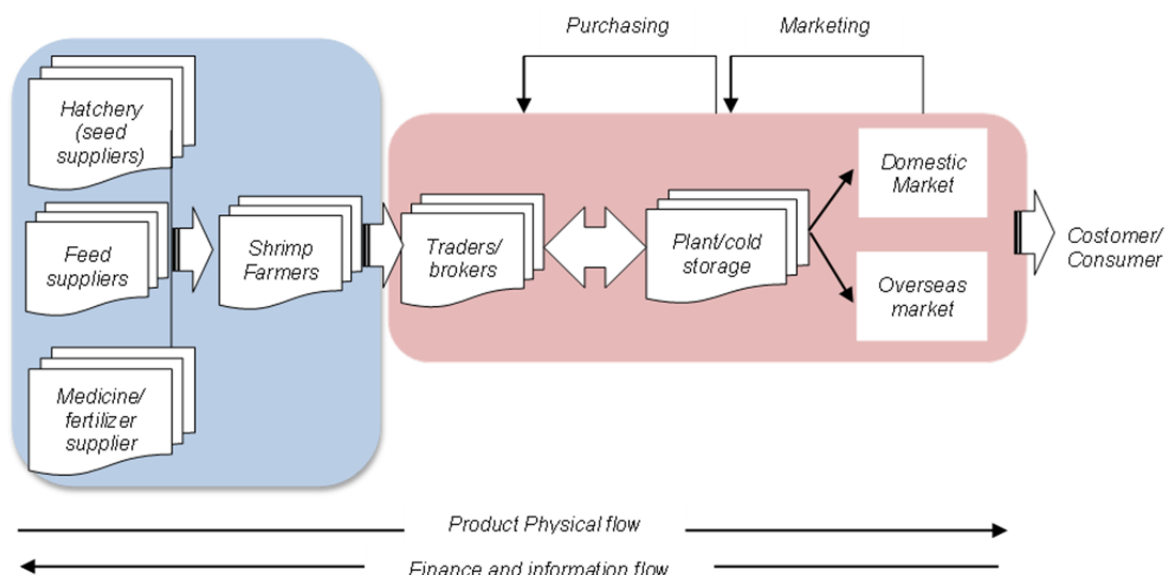 Purchasing
Marketing
Hatchery
(seed
suppliers)
Feed
suppliers
Medicine/
fertilizer
supplier
Shrimp
Farmers
Traders/
brokers
Plant/cold
storage
Domestic
Market
Overseas
market
Costomer/
Consumer
Product Physical flow
Finance and information flow